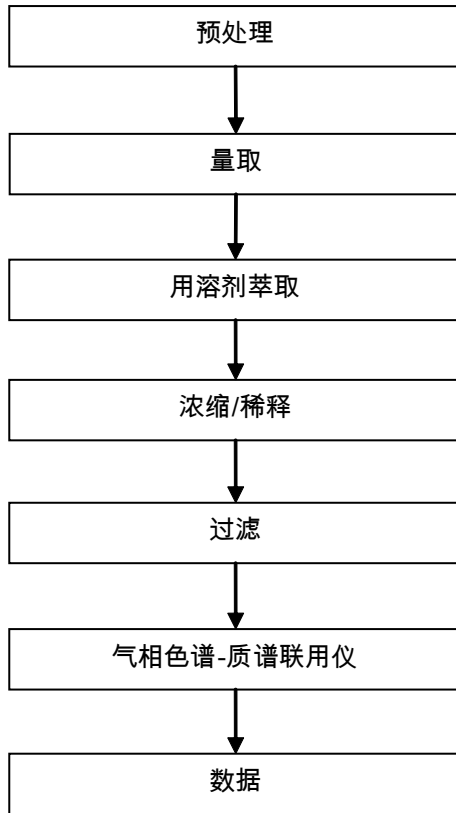 预处理
量取
用溶剂萃取
浓缩/稀释
过滤
气相色谱-质谱联用仪
数据